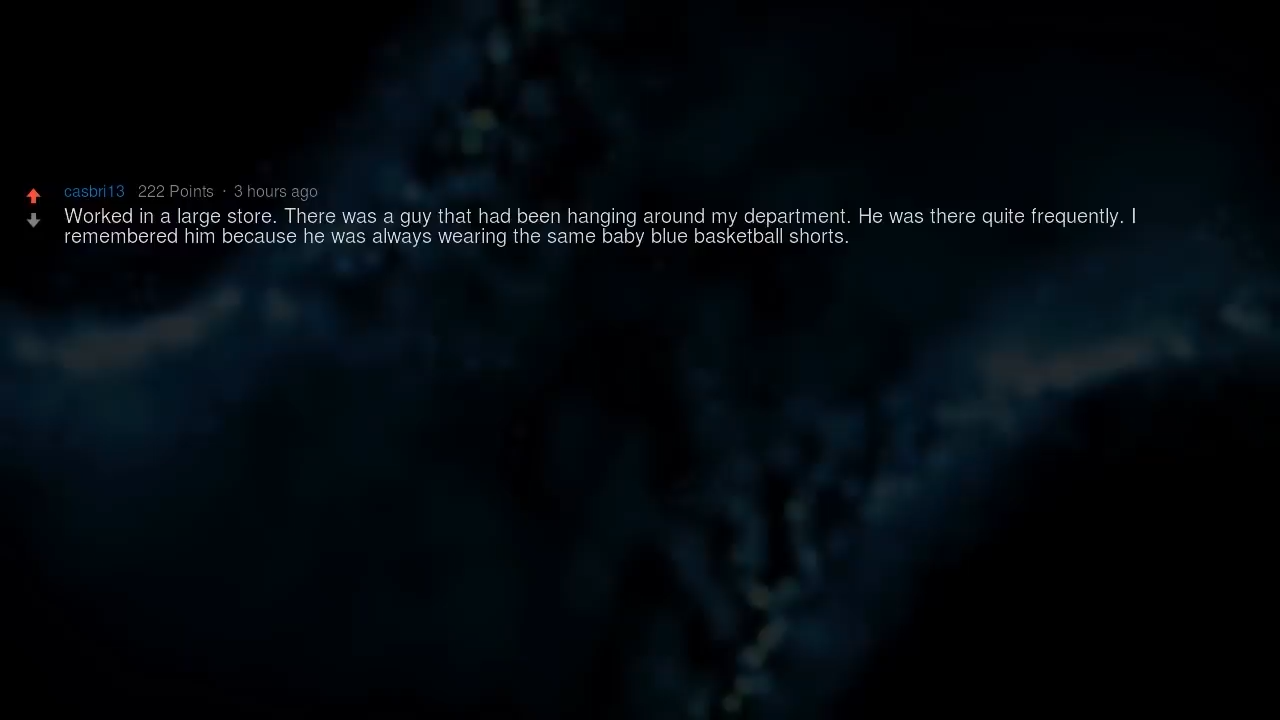 casbri13 222 Points · 3 hours ago
Worked in a large store. There was a guy that had been hanging around my department. He was there quite frequently. I
remembered him because he was always wearing the same baby blue basketball shorts.